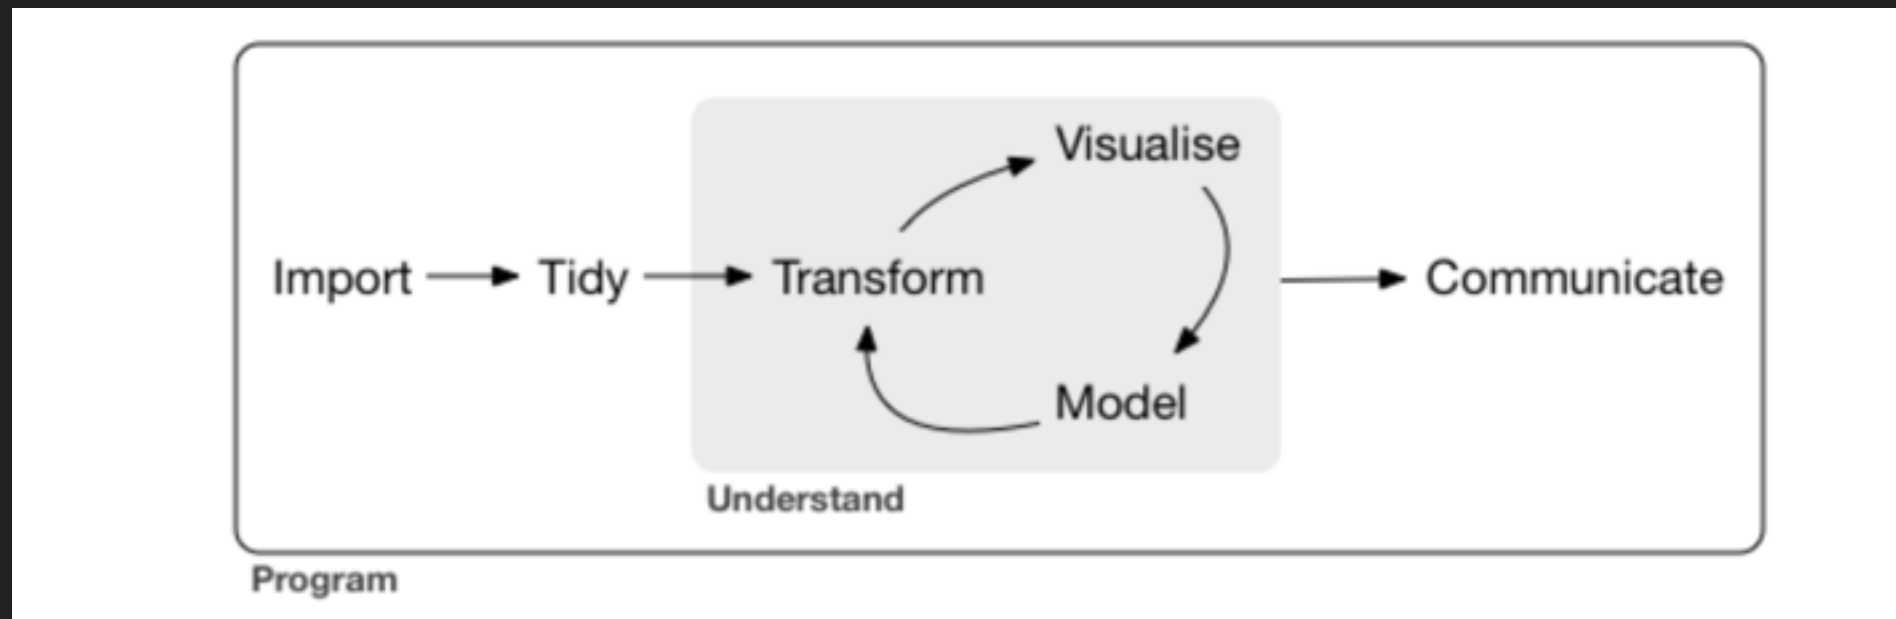 Visualise
Import Tidy Transform Communicate
Model
Understand
Program